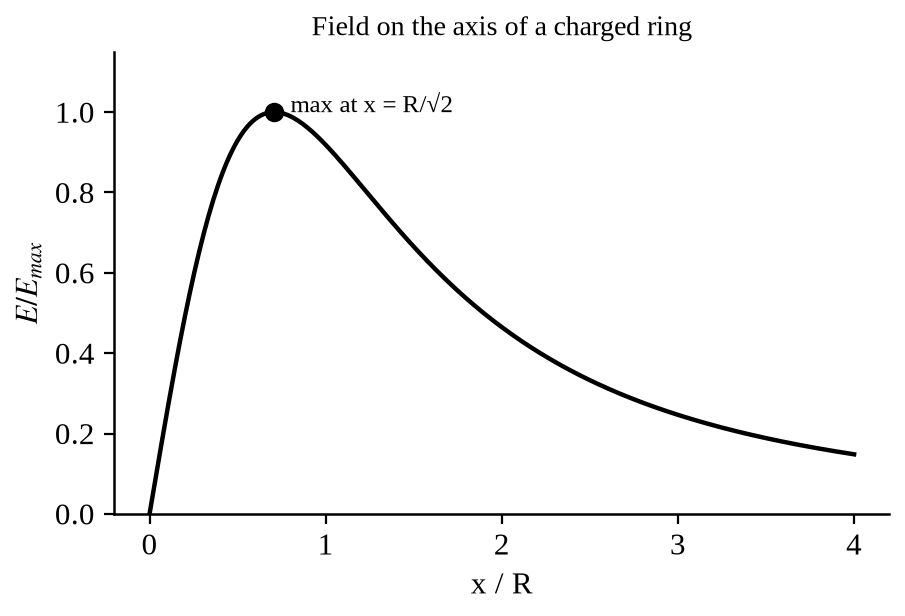 Field on the axis of a charged ring
max at x = R/√2
E/E_max
1.0
0.8
0.6
0.4
0.2
0.0
0 1 2 3 4
x / R